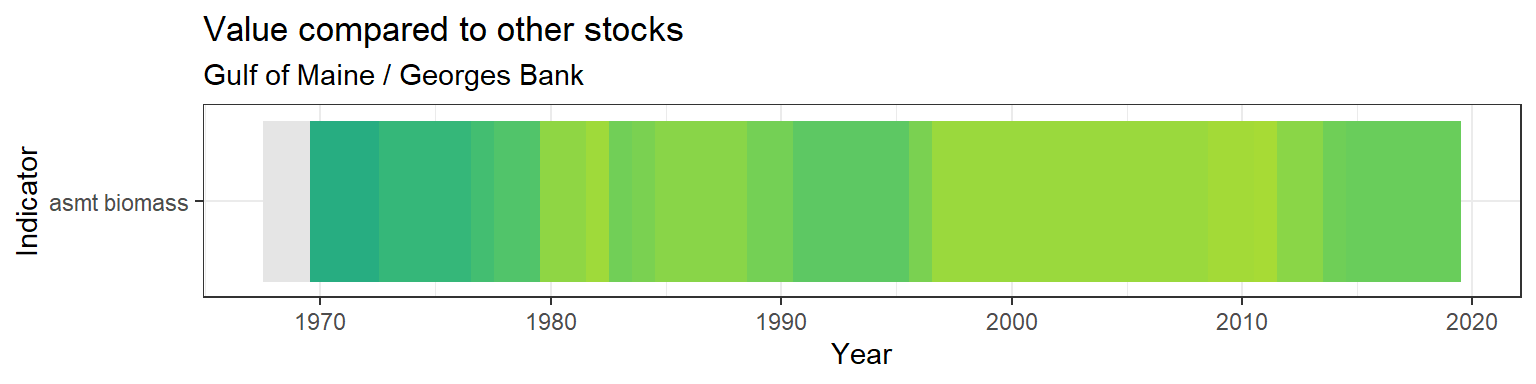 Value compared to other stocks
Gulf of Maine / Georges Bank
Indicator
asmt biomass
1970 1980 1990 2000 2010 2020
Year